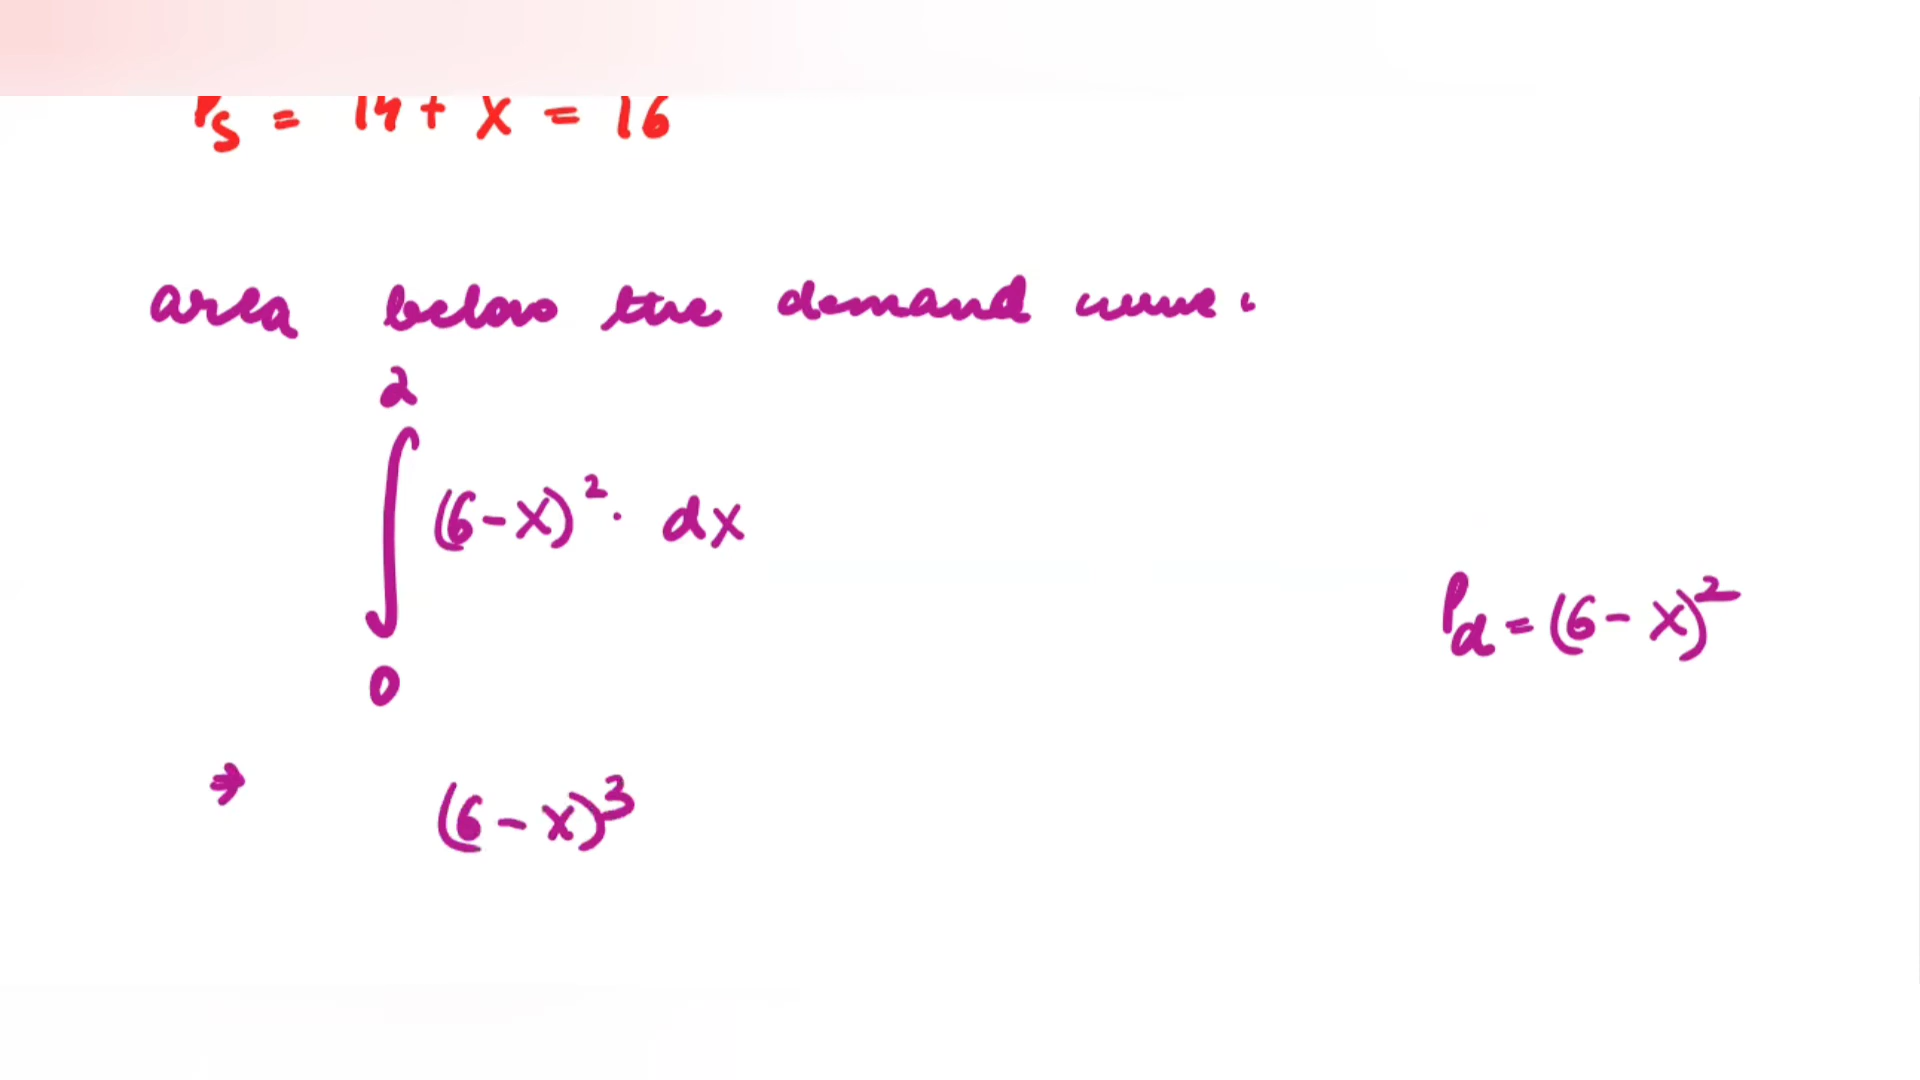 Ps = 14 + x = 16
area below the demand curve.
2
∫ (6-x)². dx
0
Pd = (6-x)²
⇒ (6-x)³